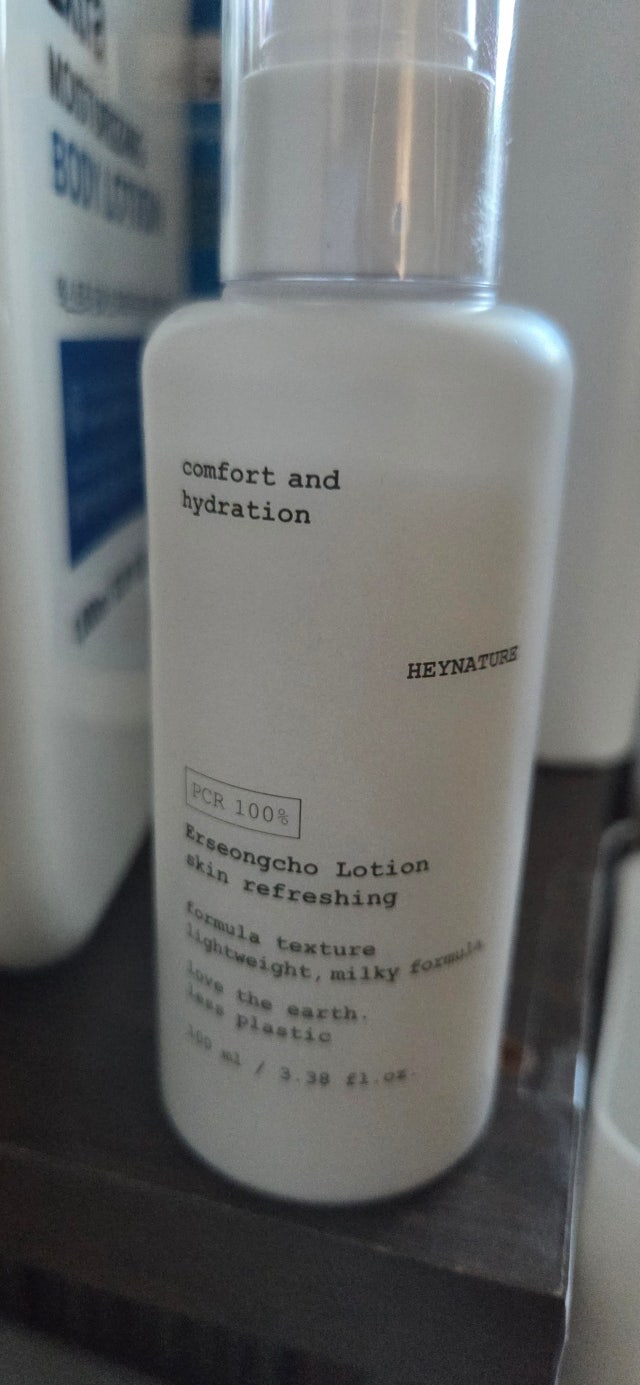 MOISTURIZING
BODY LOTION
comfort and
hydration
HEYNATURE
PCR 100%
Erseongcho Lotion
skin refreshing
formula texture
lightweight, milky formula
love the earth.
less plastic
100 ml / 3.38 fl.oz.